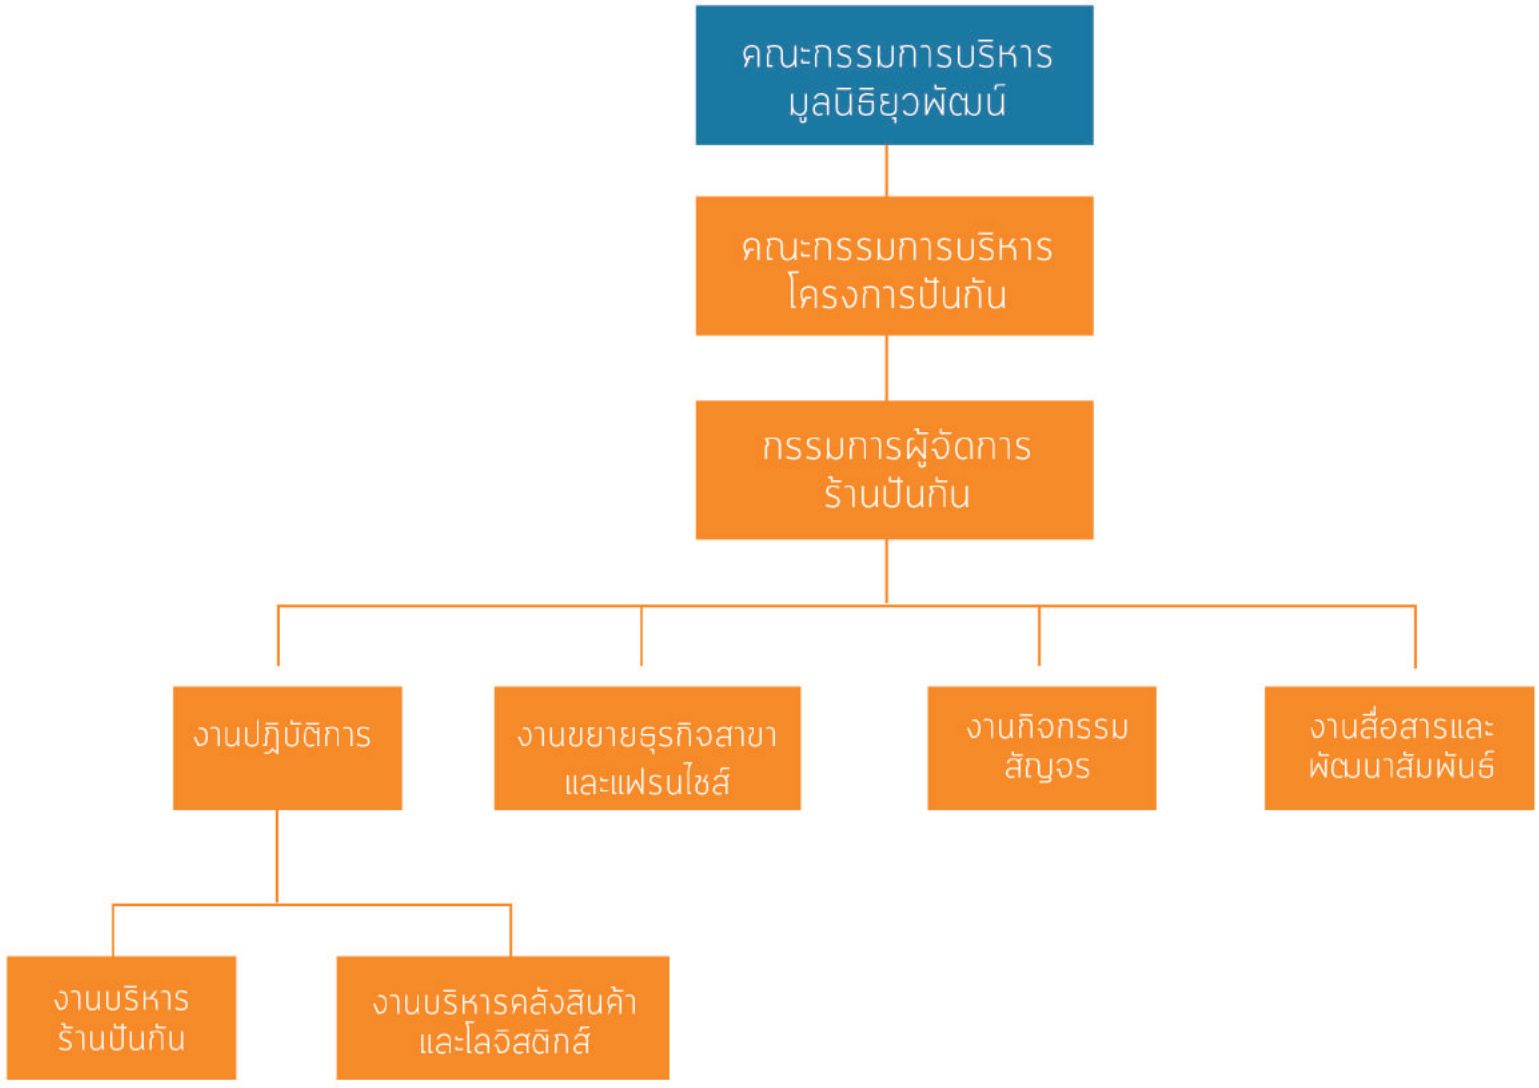 คณะกรรมการบริหาร
มูลนิธิยุวพัฒน์
คณะกรรมการบริหาร
โครงการปันกัน
กรรมการผู้จัดการ
ร้านปันกัน
งานปฏิบัติการ
งานขยายธุรกิจสาขา
และแฟรนไชส์
งานกิจกรรม
สัญจร
งานสื่อสารและ
พัฒนาสัมพันธ์
งานบริหาร
ร้านปันกัน
งานบริหารคลังสินค้า
และโลจิสติกส์